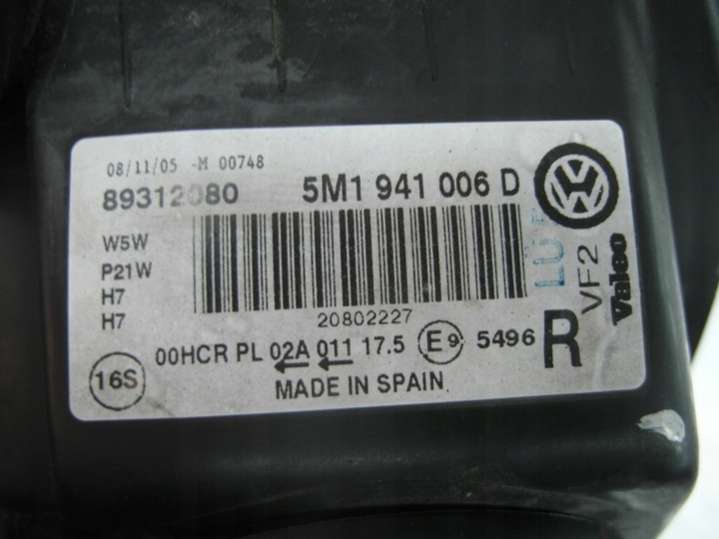 08/11/05 -M 00748
89312080 5M1 941 006 D
W5W
P21W
H7
H7
20802227
00HCR PL 02A 011 17.5 E9 5496 R
16S
MADE IN SPAIN
VF2
Valeo